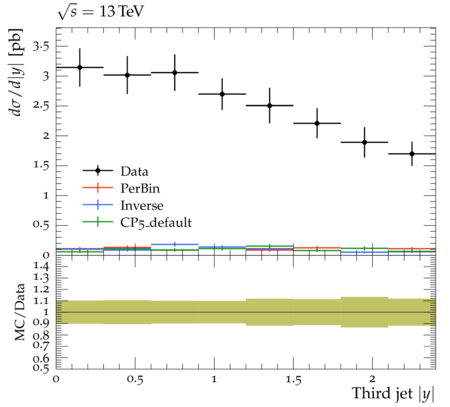 √s = 13 TeV
dσ/d|y| [pb]
3.5
3
2.5
2
1.5
1
0.5
0
Data
PerBin
Inverse
CP5_default
MC/Data
1.4
1.3
1.2
1.1
1
0.9
0.8
0.7
0.6
0.5
0 0.5 1 1.5 2
Third jet |y|